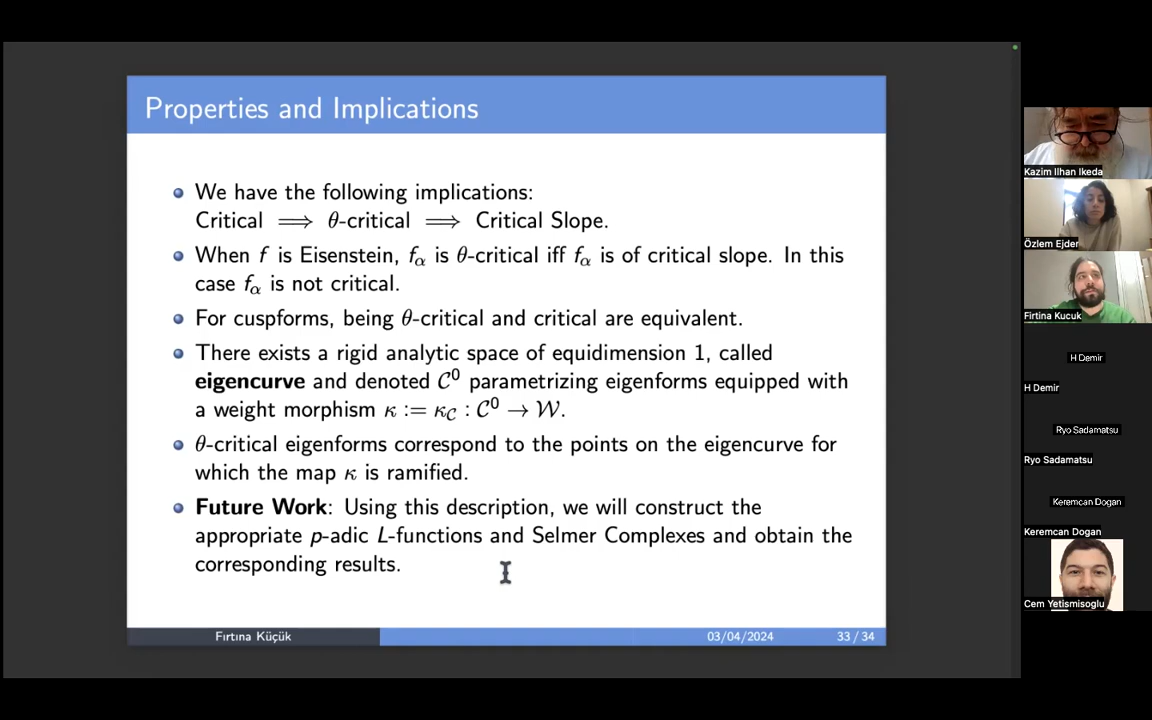 Properties and Implications
We have the following implications:
Critical ⟹ θ-critical ⟹ Critical Slope.
When f is Eisenstein, fα is θ-critical iff fα is of critical slope. In this
case fα is not critical.
For cuspforms, being θ-critical and critical are equivalent.
There exists a rigid analytic space of equidimension 1, called
eigencurve and denoted 𝒞⁰ parametrizing eigenforms equipped with
a weight morphism κ := κ𝒞 : 𝒞⁰ → 𝒲.
θ-critical eigenforms correspond to the points on the eigencurve for
which the map κ is ramified.
Future Work: Using this description, we will construct the
appropriate p-adic L-functions and Selmer Complexes and obtain the
corresponding results.
Fırtına Küçük
03/04/2024
33 / 34
Kazim Ilhan Ikeda
Özlem Ejder
Firtina Kucuk
H Demir
H Demir
Ryo Sadamatsu
Ryo Sadamatsu
Keremcan Dogan
Keremcan Dogan
Cem Yetismisoglu